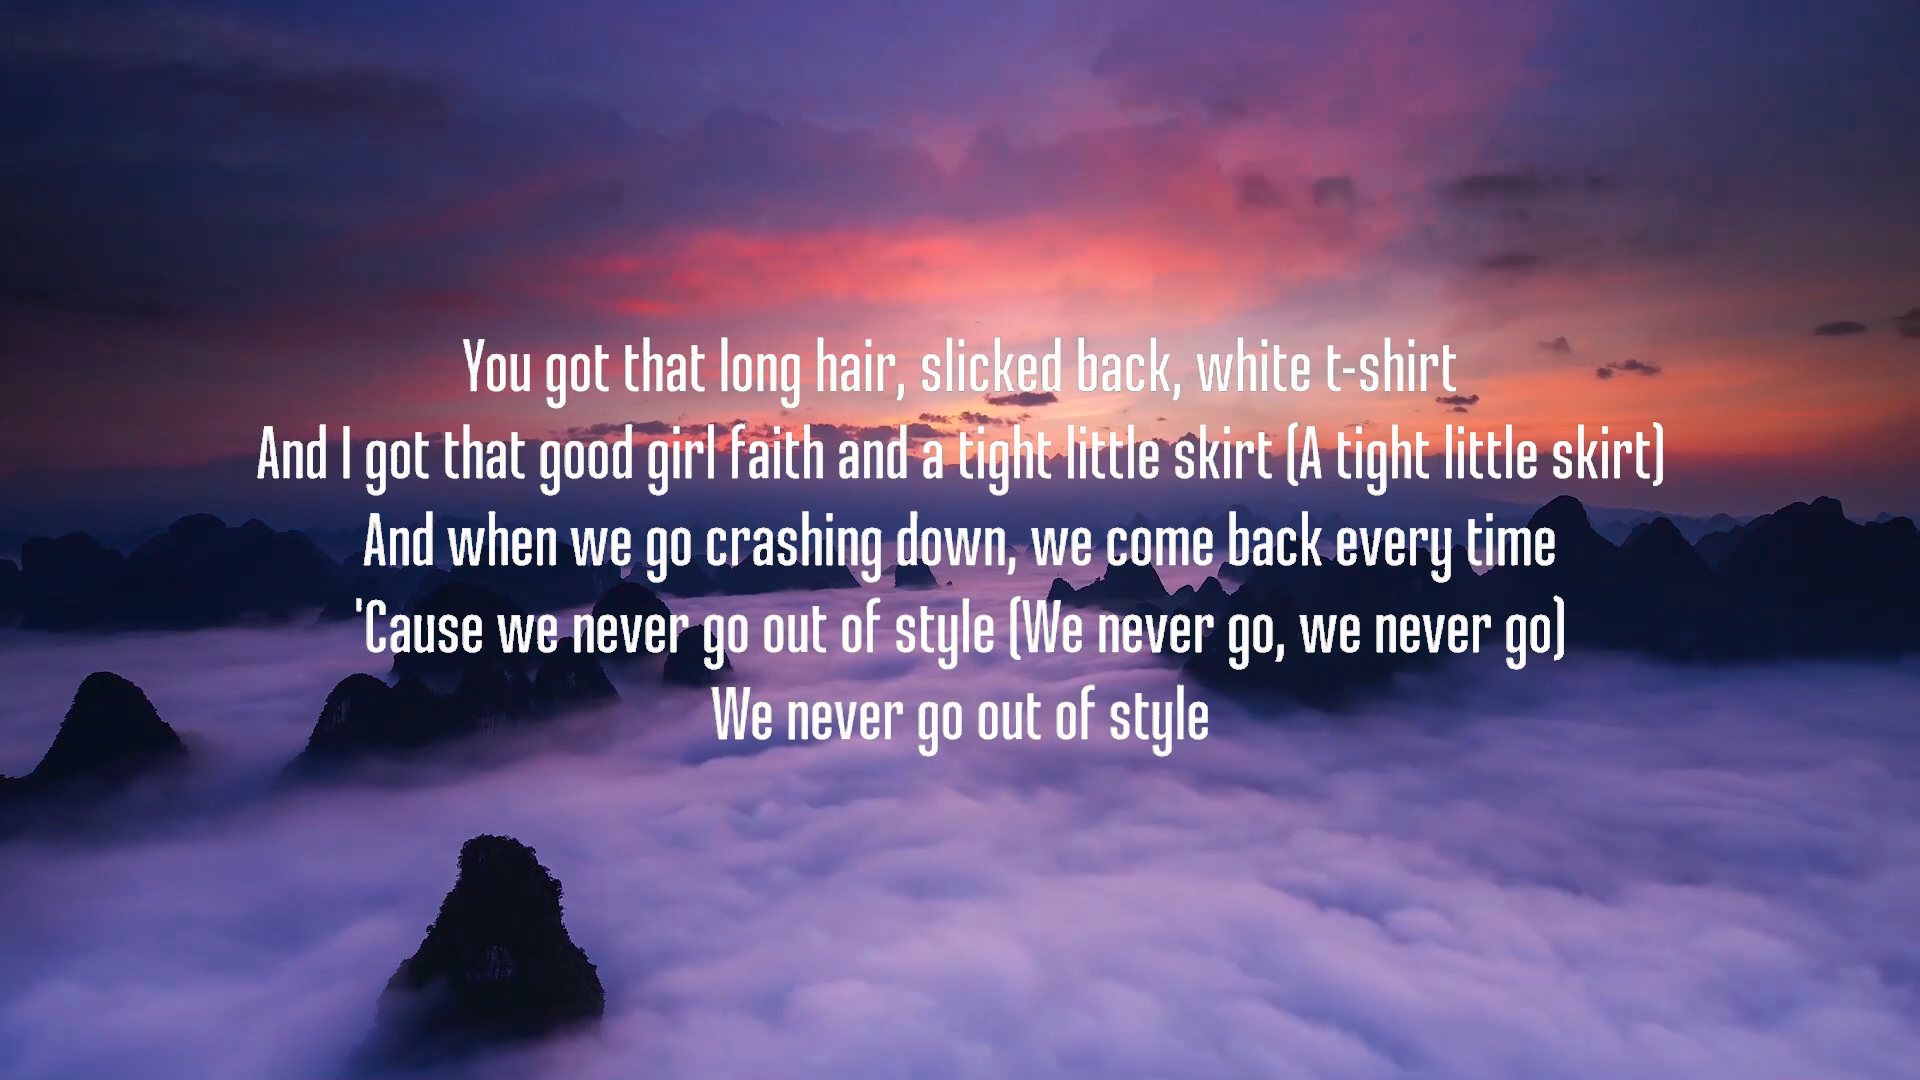 You got that long hair, slicked back, white t-shirt
And I got that good girl faith and a tight little skirt (A tight little skirt)
And when we go crashing down, we come back every time
'Cause we never go out of style (We never go, we never go)
We never go out of style